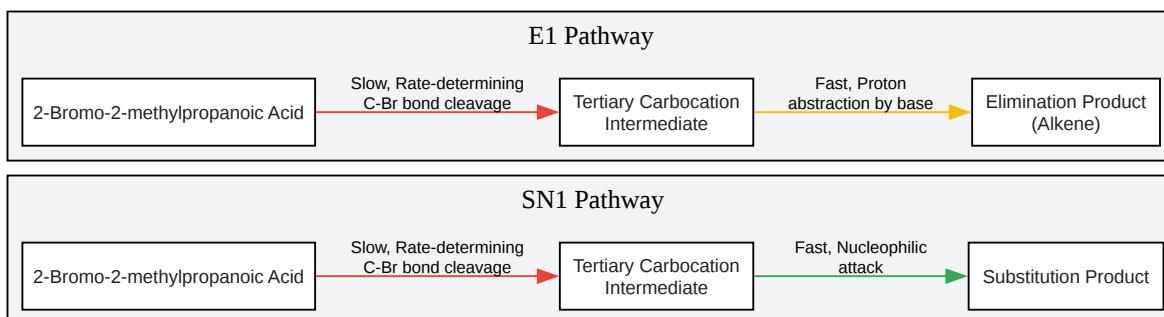 E1 Pathway
2-Bromo-2-methylpropanoic Acid
Slow, Rate-determining
C-Br bond cleavage
Tertiary Carbocation
Intermediate
Fast, Proton
abstraction by base
Elimination Product
(Alkene)
SN1 Pathway
2-Bromo-2-methylpropanoic Acid
Slow, Rate-determining
C-Br bond cleavage
Tertiary Carbocation
Intermediate
Fast, Nucleophilic
attack
Substitution Product